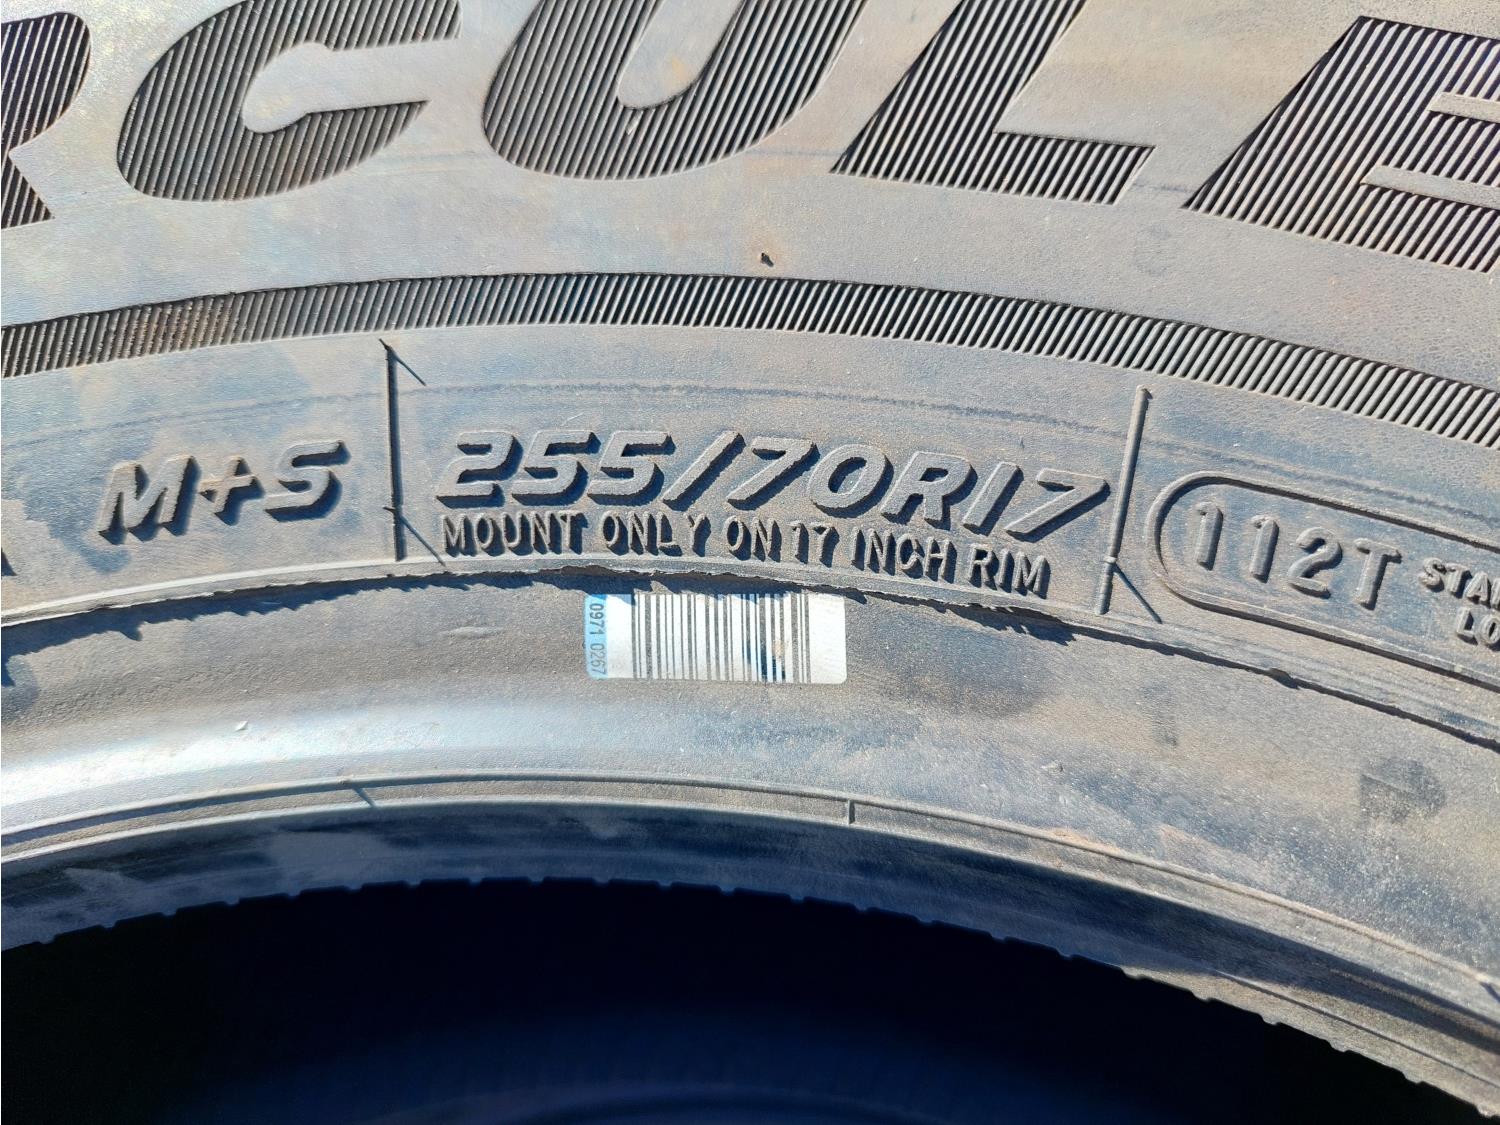 RCULE
M+S
255/70R17
MOUNT ONLY ON 17 INCH RIM
112T
0971 0267